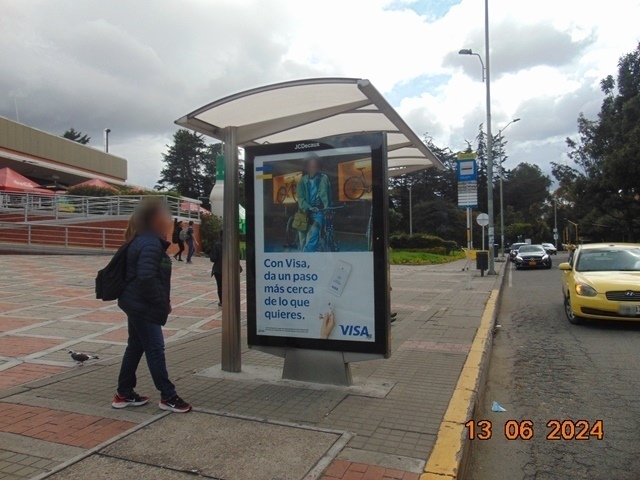 JCDecaux
Con Visa,
da un paso
más cerca
de lo que
quieres.
VISA
13 06 2024